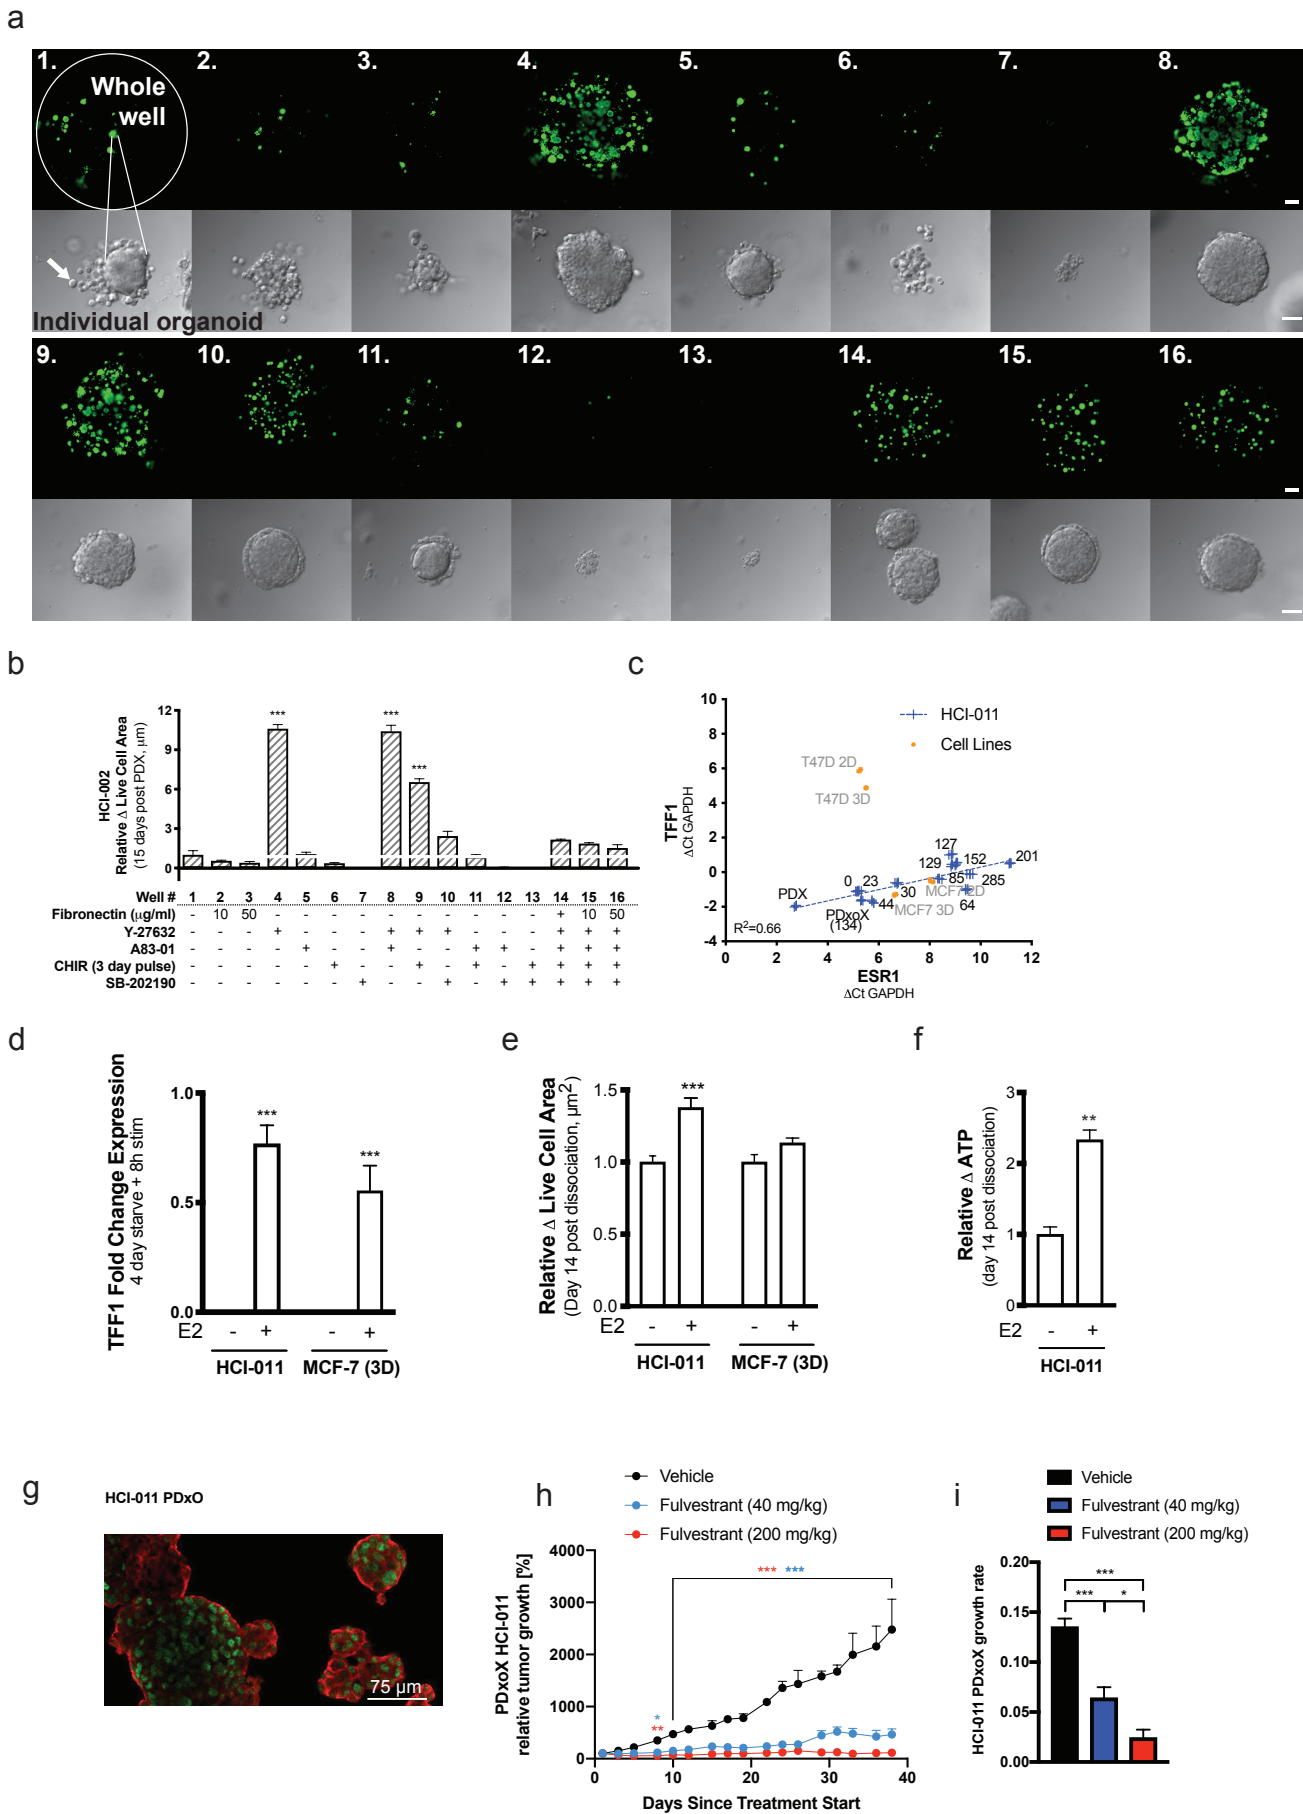 a
1. 2. 3. 4. 5. 6. 7. 8.
Whole
well
Individual organoid
9. 10. 11. 12. 13. 14. 15. 16.
b
HCI-002
Relative Δ Live Cell Area
(15 days post PDX, µm)
12
9
6
3
0
*** *** ***
Well # 1 2 3 4 5 6 7 8 9 10 11 12 13 14 15 16
Fibronectin (µg/ml) - 10 50 - - - - - - - - - - + 10 50
Y-27632 - - - + - - - + + + - - - + + +
A83-01 - - - - + - - + - - + + - + + +
CHIR (3 day pulse) - - - - - + - - + - + - + + + +
SB-202190 - - - - - - + - - + - + + + + +
c
TFF1
ΔCt GAPDH
10
8
6
4
2
0
-2
-4
HCI-011
Cell Lines
T47D 2D
T47D 3D
127
129
152
201
0
23
85
285
PDX
30
MCF7 2D
PDxoX
(134)
44
MCF7 3D
64
R²=0.66
0 2 4 6 8 10 12
ESR1
ΔCt GAPDH
d
TFF1 Fold Change Expression
4 day starve + 8h stim
1.0
0.5
0.0
*** ***
E2 - + - +
HCI-011 MCF-7 (3D)
e
Relative Δ Live Cell Area
(Day 14 post dissociation, µm²)
1.5
1.0
0.5
0.0
***
E2 - + - +
HCI-011 MCF-7 (3D)
f
Relative Δ ATP
(day 14 post dissociation)
3
2
1
0
**
E2 - +
HCI-011
g
HCI-011 PDxO
75 µm
h
Vehicle
Fulvestrant (40 mg/kg)
Fulvestrant (200 mg/kg)
PDxoX HCI-011
relative tumor growth [%]
4000
3000
2000
1000
0
*** ***
*
**
0 10 20 30 40
Days Since Treatment Start
i
Vehicle
Fulvestrant (40 mg/kg)
Fulvestrant (200 mg/kg)
HCI-011 PDxoX growth rate
0.20
0.15
0.10
0.05
0.00
***
*** *